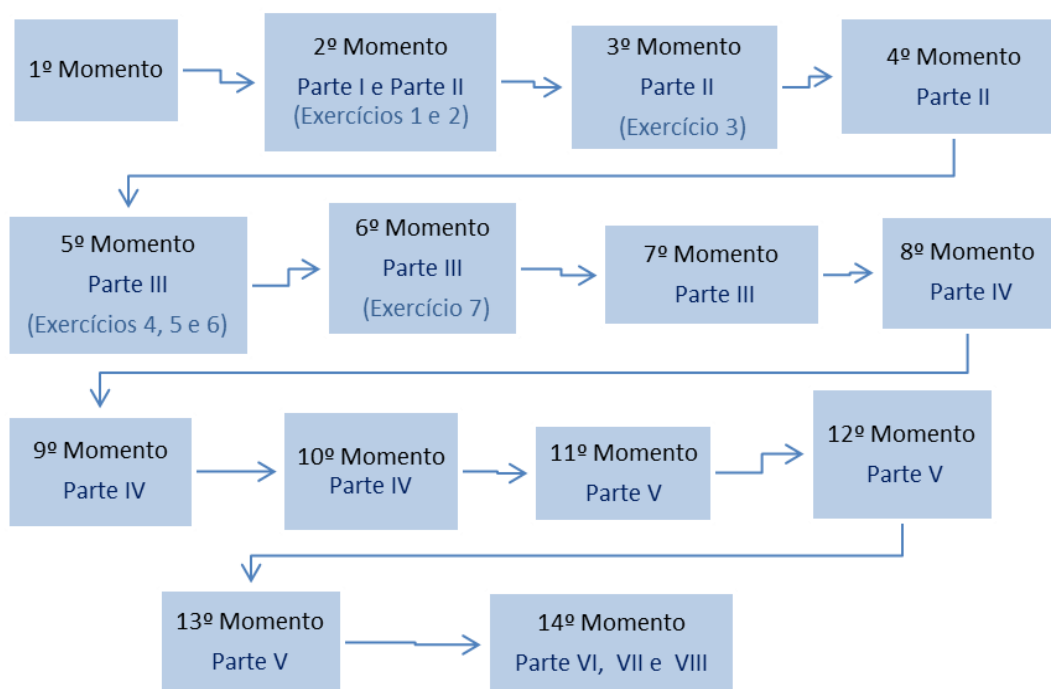 1º Momento
2º Momento
Parte I e Parte II
(Exercícios 1 e 2)
3º Momento
Parte II
(Exercício 3)
4º Momento
Parte II
5º Momento
Parte III
(Exercícios 4, 5 e 6)
6º Momento
Parte III
(Exercício 7)
7º Momento
Parte III
8º Momento
Parte IV
9º Momento
Parte IV
10º Momento
Parte IV
11º Momento
Parte V
12º Momento
Parte V
13º Momento
Parte V
14º Momento
Parte VI, VII e VIII